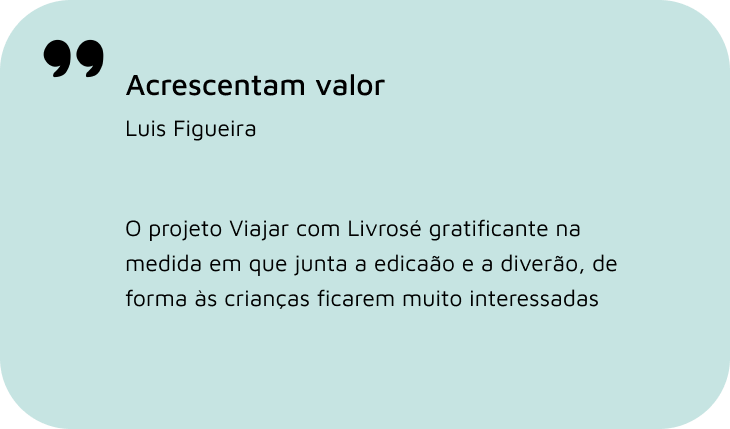 Acrescentam valor
Luis Figueira
O projeto Viajar com Livrosé gratificante na
medida em que junta a edicaão e a diverão, de
forma às crianças ficarem muito interessadas